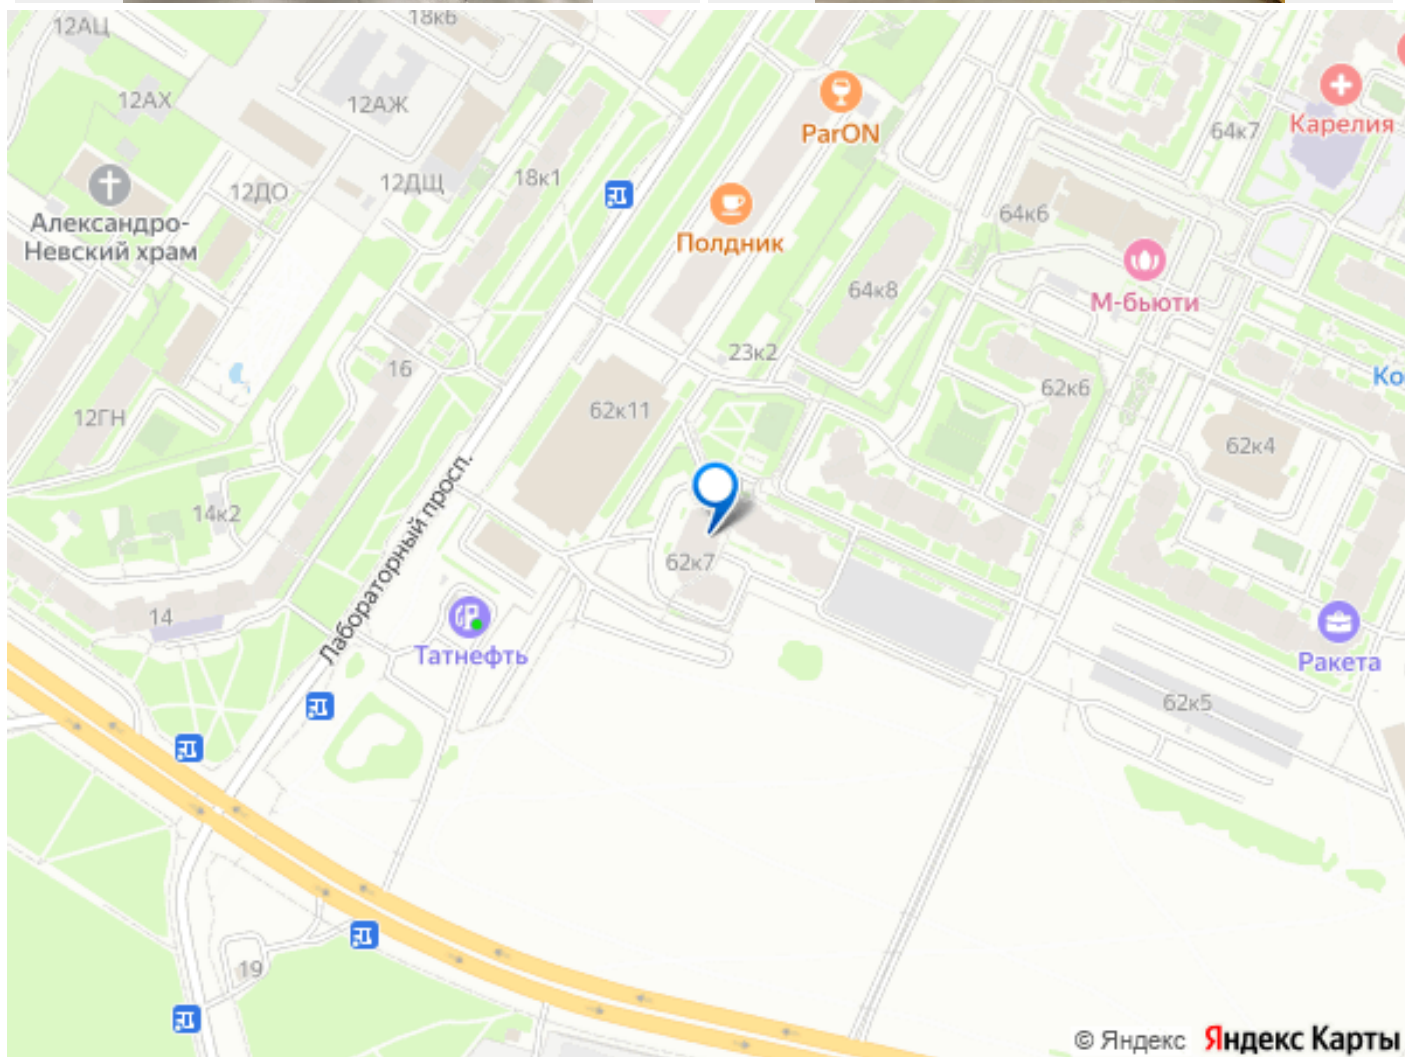 18к6
12АЦ
12АХ
12АЖ
ParON
Карелия
64к7
12ДЩ
18к1
12ДО
64к6
Александро-
Невский храм
Полдник
М-бьюти
64к8
23к2
16
62к6
Ко
62к11
12ГН
62к4
14к2
Лабораторный просп.
62к7
14
Татнефть
Ракета
62к5
19
© Яндекс Яндекс Карты